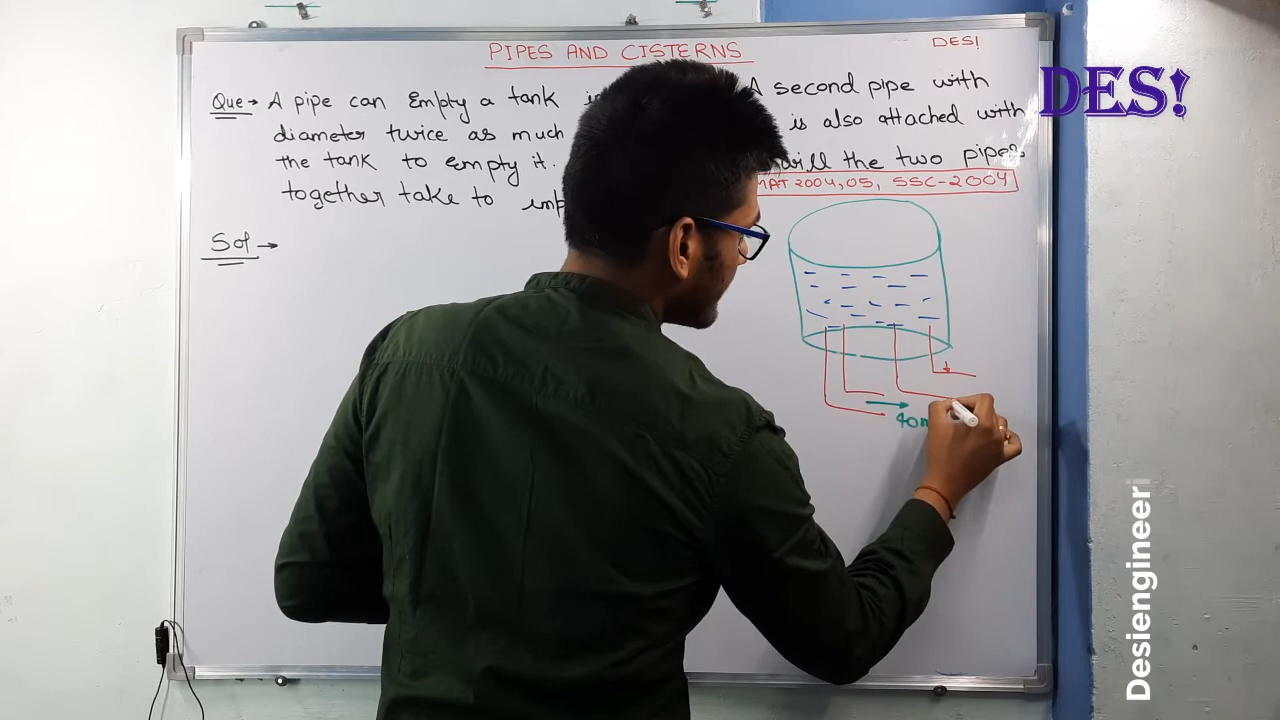 PIPES AND CISTERNS
DES!
DES!
Que → A pipe can Empty a tank A second pipe with
diameter twice as much is also attached with
the tank to empty it. will the two pipes
together take to 2004, 05, SSC-2004
Sol →
Desiengineeri